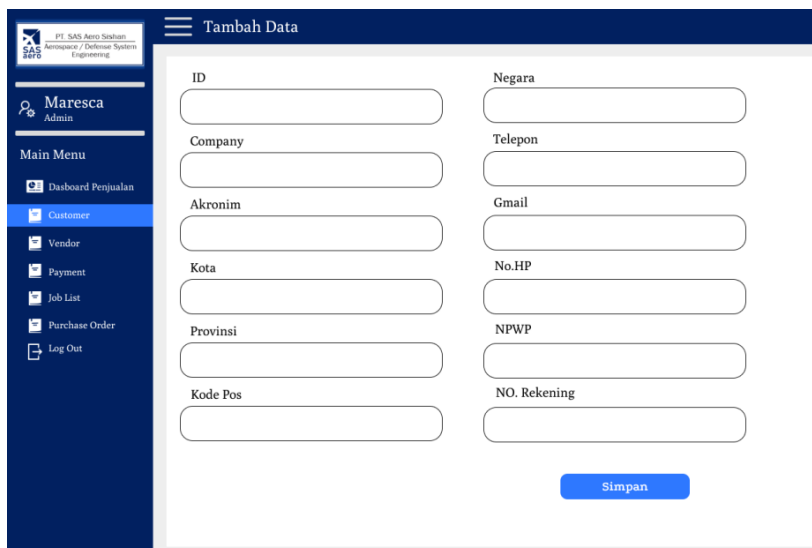 PT. SAS Aero Sishan
Aerospace / Defense System
Engineering
SAS
aero
Tambah Data
Maresca
Admin
Main Menu
Dasboard Penjualan
Customer
Vendor
Payment
Job List
Purchase Order
Log Out
ID
Company
Akronim
Kota
Provinsi
Kode Pos
Negara
Telepon
Gmail
No.HP
NPWP
NO. Rekening
Simpan